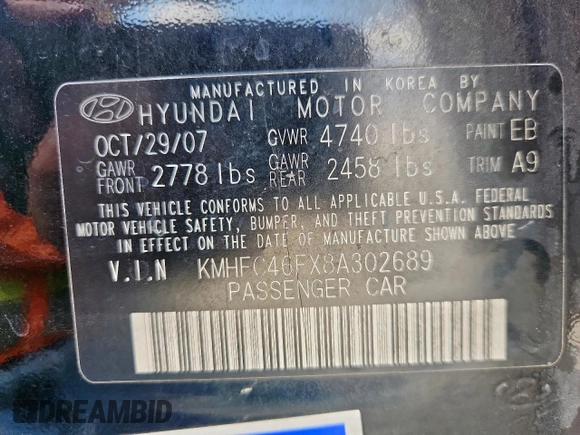 MANUFACTURED IN KOREA BY
HYUNDAI MOTOR COMPANY
OCT/29/07 GVWR 4740 lbs PAINT EB
GAWR FRONT 2778 lbs GAWR REAR 2458 lbs TRIM A9
THIS VEHICLE CONFORMS TO ALL APPLICABLE U.S.A. FEDERAL
MOTOR VEHICLE SAFETY, BUMPER, AND THEFT PREVENTION STANDARDS
IN EFFECT ON THE DATE OF MANUFACTURE SHOWN ABOVE.
V.I.N KMHFC46FX8A302689
PASSENGER CAR
DREAMBID